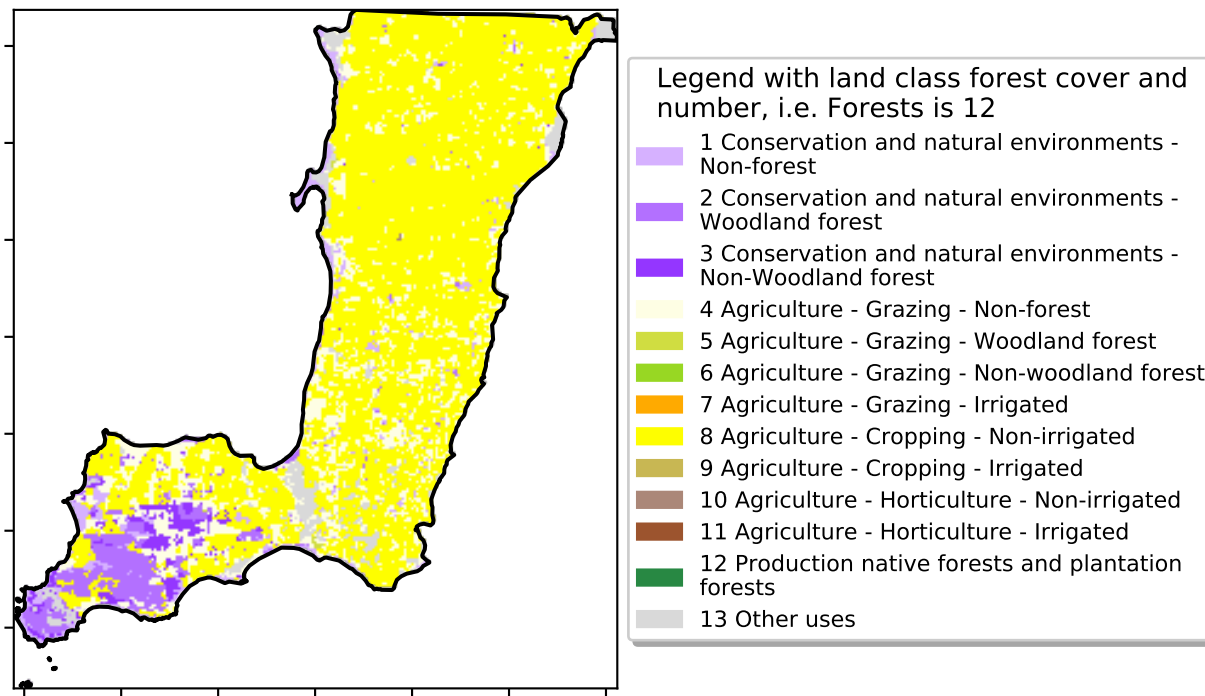 Legend with land class forest cover and
number, i.e. Forests is 12
1 Conservation and natural environments -
Non-forest
2 Conservation and natural environments -
Woodland forest
3 Conservation and natural environments -
Non-Woodland forest
4 Agriculture - Grazing - Non-forest
5 Agriculture - Grazing - Woodland forest
6 Agriculture - Grazing - Non-woodland forest
7 Agriculture - Grazing - Irrigated
8 Agriculture - Cropping - Non-irrigated
9 Agriculture - Cropping - Irrigated
10 Agriculture - Horticulture - Non-irrigated
11 Agriculture - Horticulture - Irrigated
12 Production native forests and plantation
forests
13 Other uses